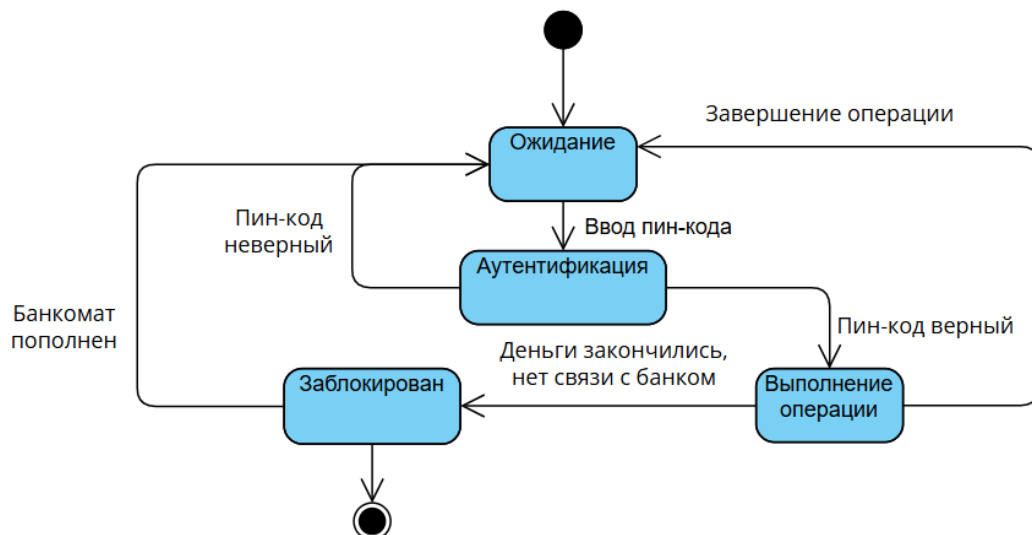 Завершение операции
Ожидание
Пин-код
неверный
Ввод пин-кода
Аутентификация
Банкомат
пополнен
Пин-код верный
Деньги закончились,
нет связи с банком
Заблокирован
Выполнение
операции